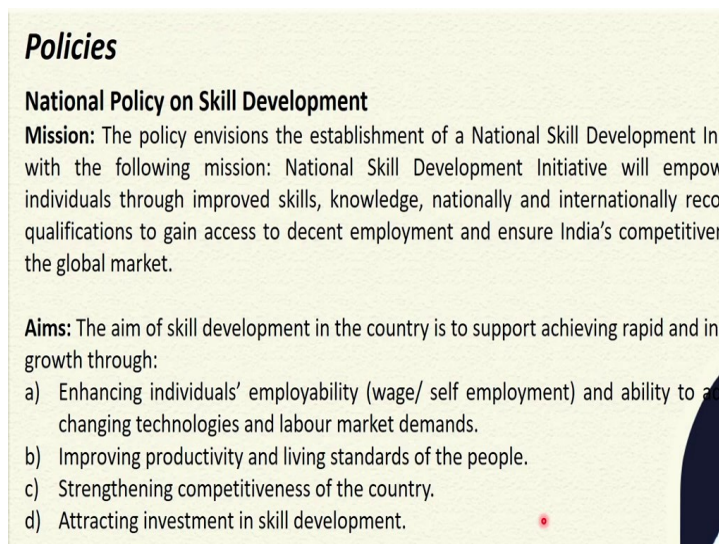 Policies
National Policy on Skill Development
Mission: The policy envisions the establishment of a National Skill Development
with the following mission: National Skill Development Initiative will
individuals through improved skills, knowledge, nationally and internationally
qualifications to gain access to decent employment and ensure India's
the global market.
Aims: The aim of skill development in the country is to support achieving rapid and
growth through:
a) Enhancing individuals' employability (wage/ self employment) and ability to
changing technologies and labour market demands.
b) Improving productivity and living standards of the people.
c) Strengthening competitiveness of the country.
d) Attracting investment in skill development.